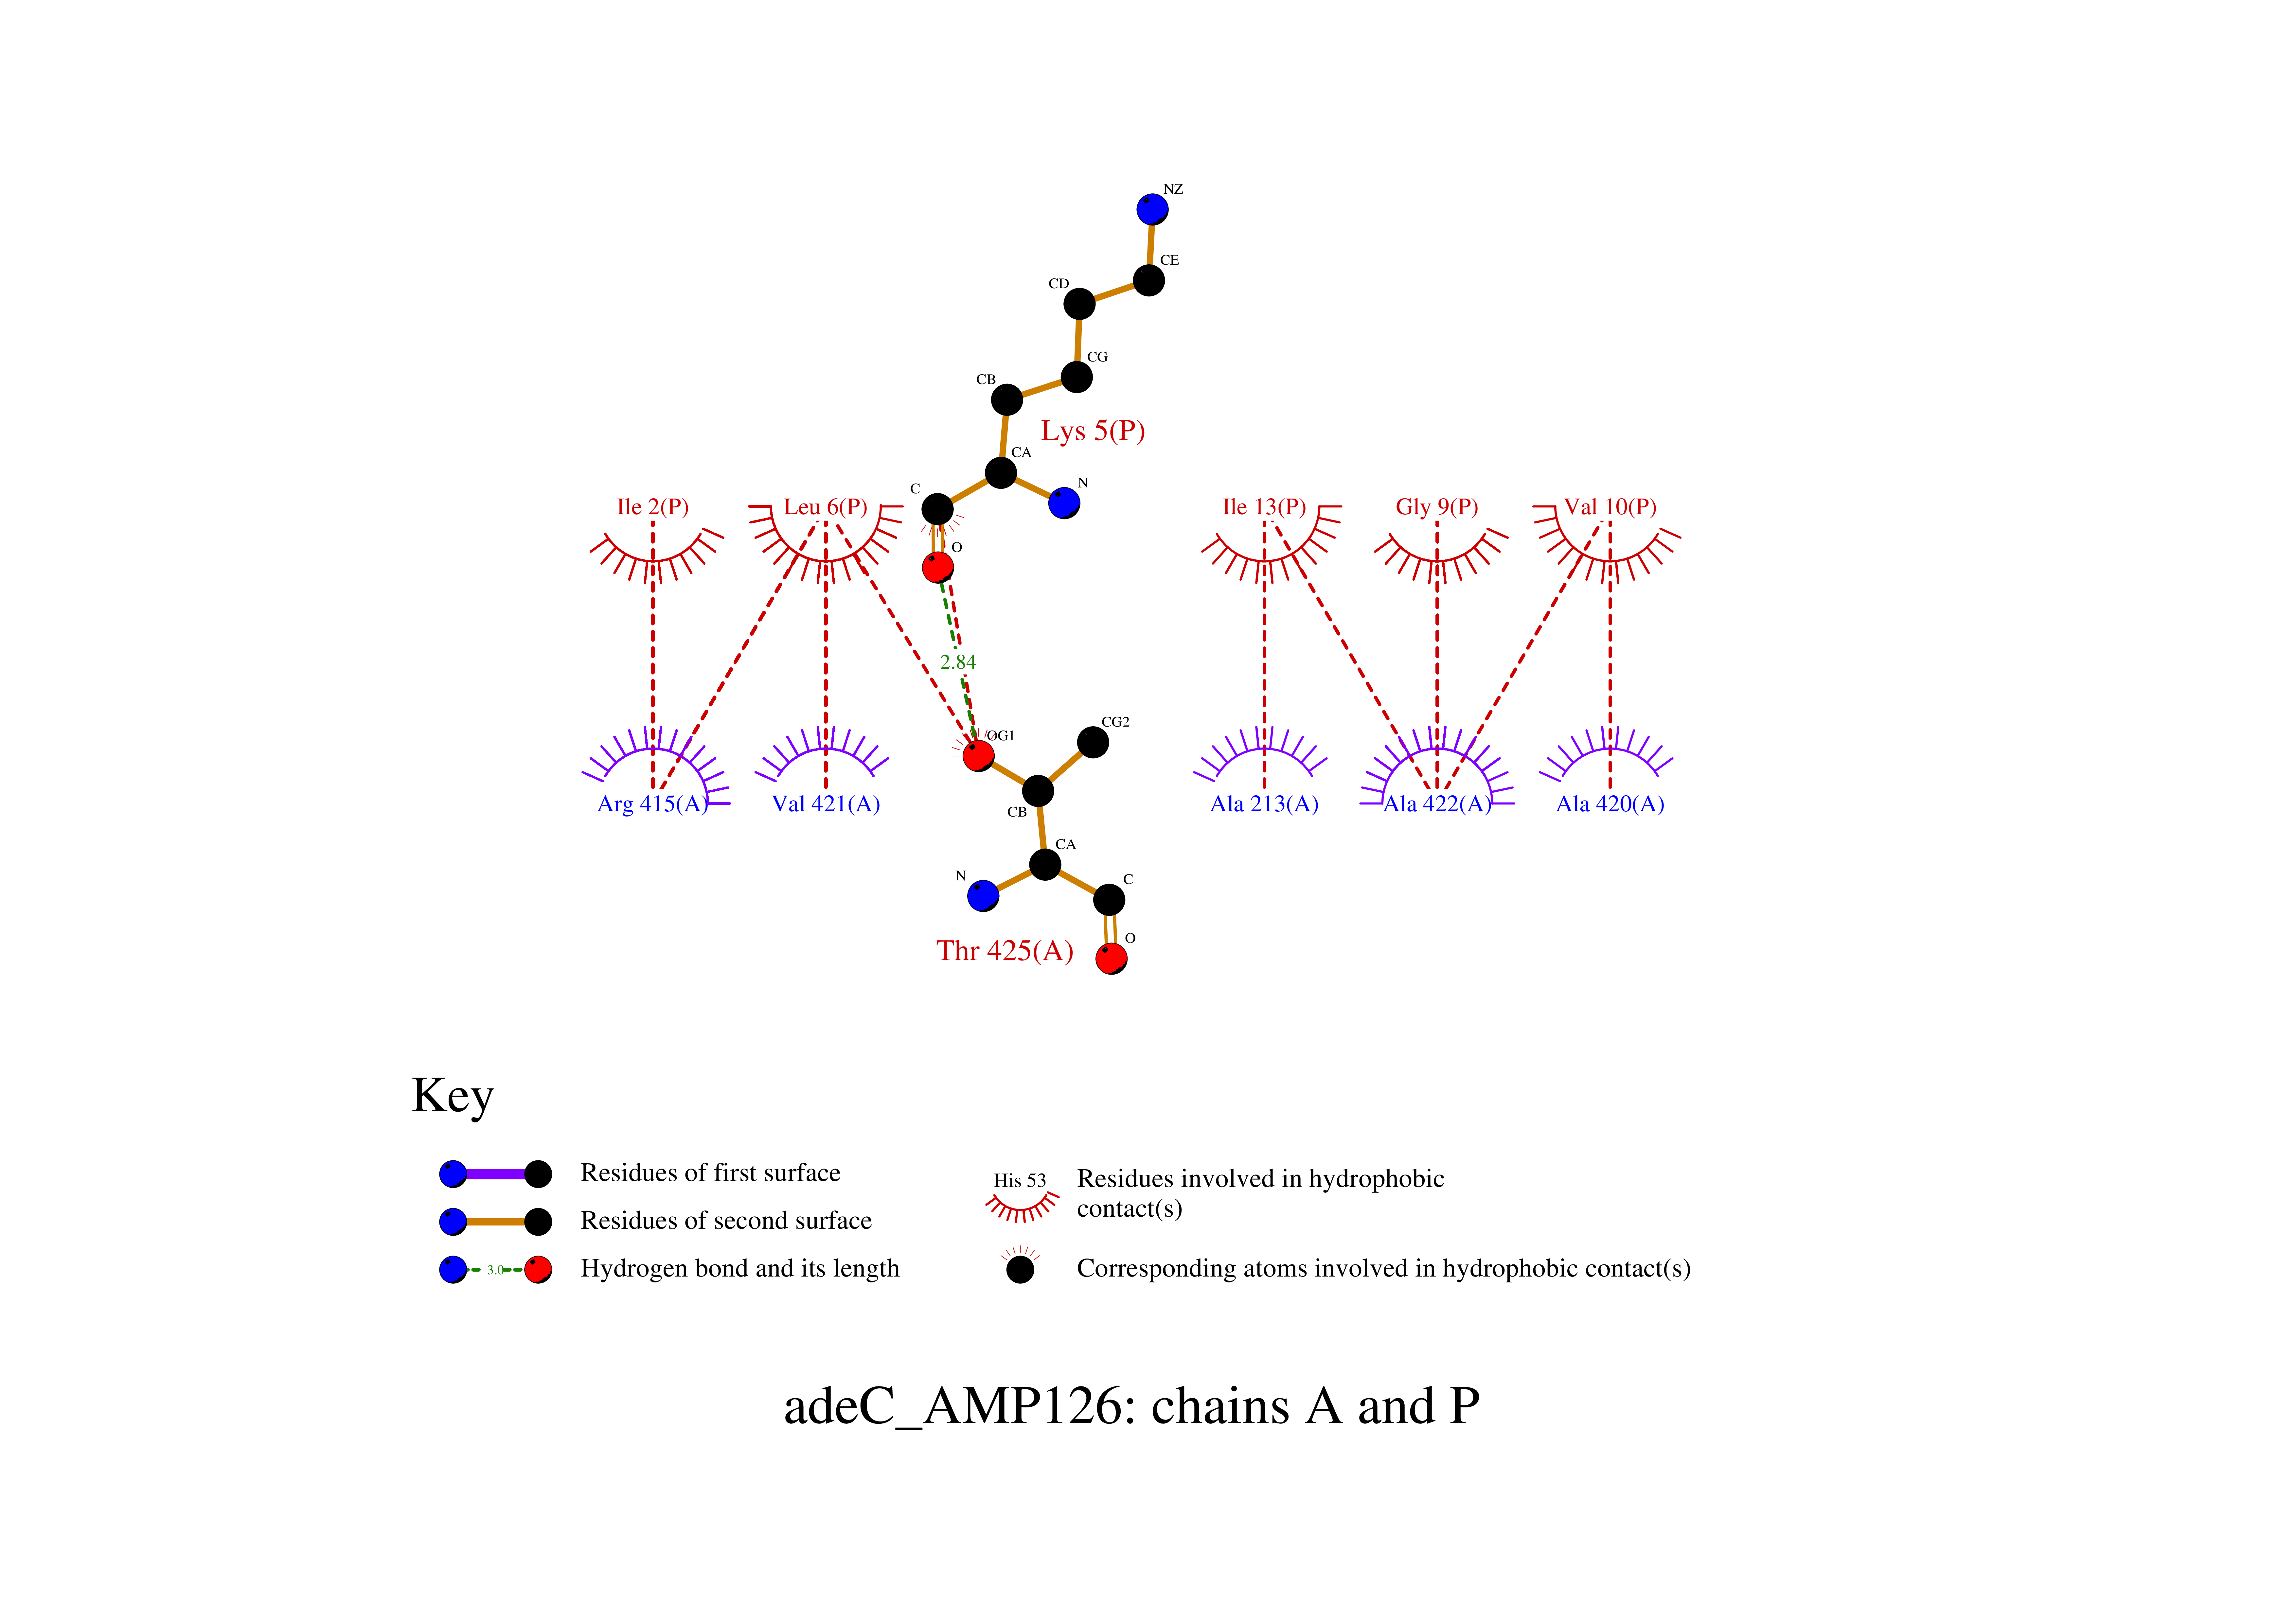 NZ
CE
CD
CG
CB
Lys 5(P)
CA
N
C
Ile 2(P)
Leu 6(P)
Ile 13(P)
Gly 9(P)
Val 10(P)
O
2.84
CG2
OG1
Arg 415(A)
Val 421(A)
Ala 213(A)
Ala 422(A)
Ala 420(A)
CB
CA
N
C
O
Thr 425(A)
Key
Residues of first surface
Residues of second surface
3.0
Hydrogen bond and its length
His 53
Residues involved in hydrophobic
contact(s)
Corresponding atoms involved in hydrophobic contact(s)
adeC_AMP126: chains A and P